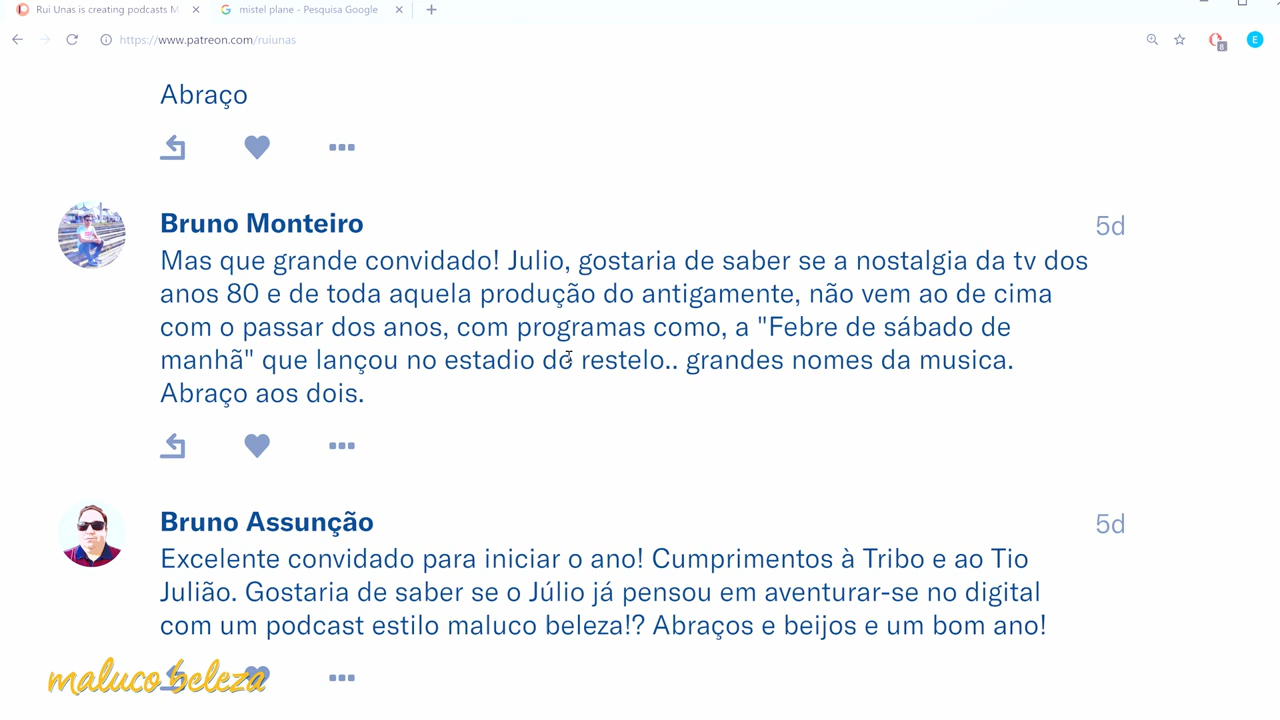 Rui Unas is creating podcasts M
mistel plane - Pesquisa Google
https://www.patreon.com/ruiunas
8
E
Abraço
Bruno Monteiro
5d
Mas que grande convidado! Julio, gostaria de saber se a nostalgia da tv dos
anos 80 e de toda aquela produção do antigamente, não vem ao de cima
com o passar dos anos, com programas como, a "Febre de sábado de
manhã" que lançou no estadio do restelo.. grandes nomes da musica.
Abraço aos dois.
Bruno Assunção
5d
Excelente convidado para iniciar o ano! Cumprimentos à Tribo e ao Tio
Julião. Gostaria de saber se o Júlio já pensou em aventurar-se no digital
com um podcast estilo maluco beleza!? Abraços e beijos e um bom ano!
maluco beleza